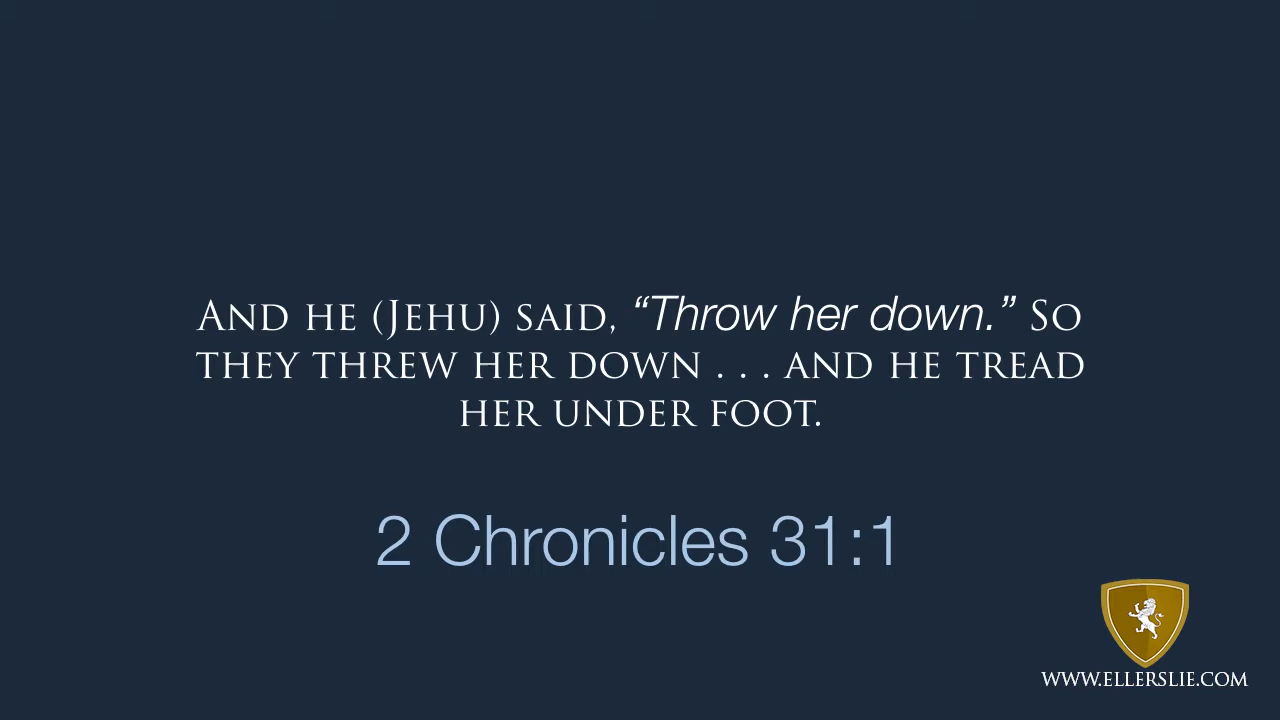 And he (Jehu) said, “Throw her down.” So
they threw her down . . . and he tread
her under foot.
2 Chronicles 31:1
www.ellerslie.com